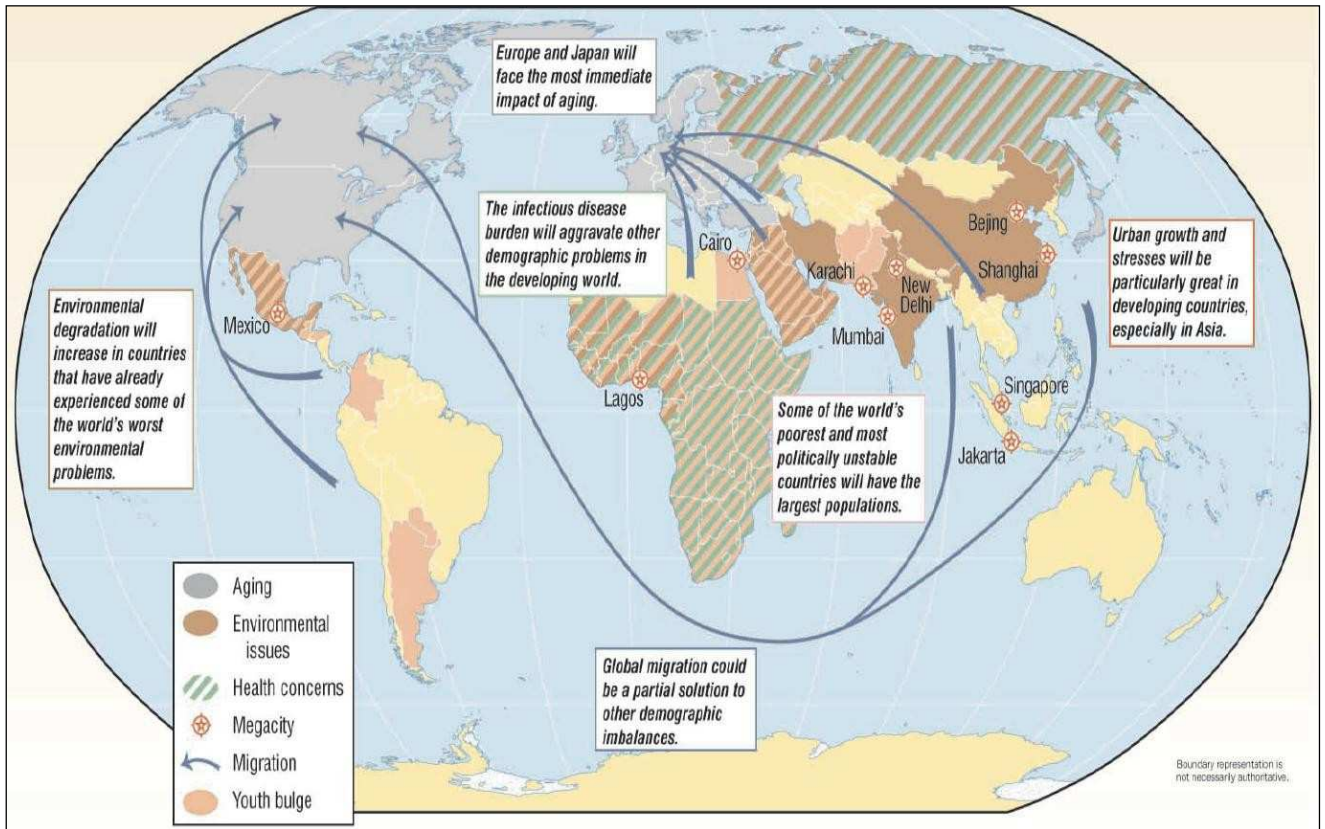 Europe and Japan will
face the most immediate
impact of aging.
The infectious disease
burden will aggravate other
demographic problems in
the developing world.
Environmental
degradation will
increase in countries
that have already
experienced some of
the world's worst
environmental
problems.
Mexico
Cairo
Lagos
Karachi
New
Delhi
Mumbai
Bejing
Shanghai
Singapore
Jakarta
Urban growth and
stresses will be
particularly great in
developing countries,
especially in Asia.
Some of the world's
poorest and most
politically unstable
countries will have the
largest populations.
Global migration could
be a partial solution to
other demographic
imbalances.
Aging
Environmental
issues
Health concerns
Megacity
Migration
Youth bulge
Boundary representation is
not necessarily authoritative.